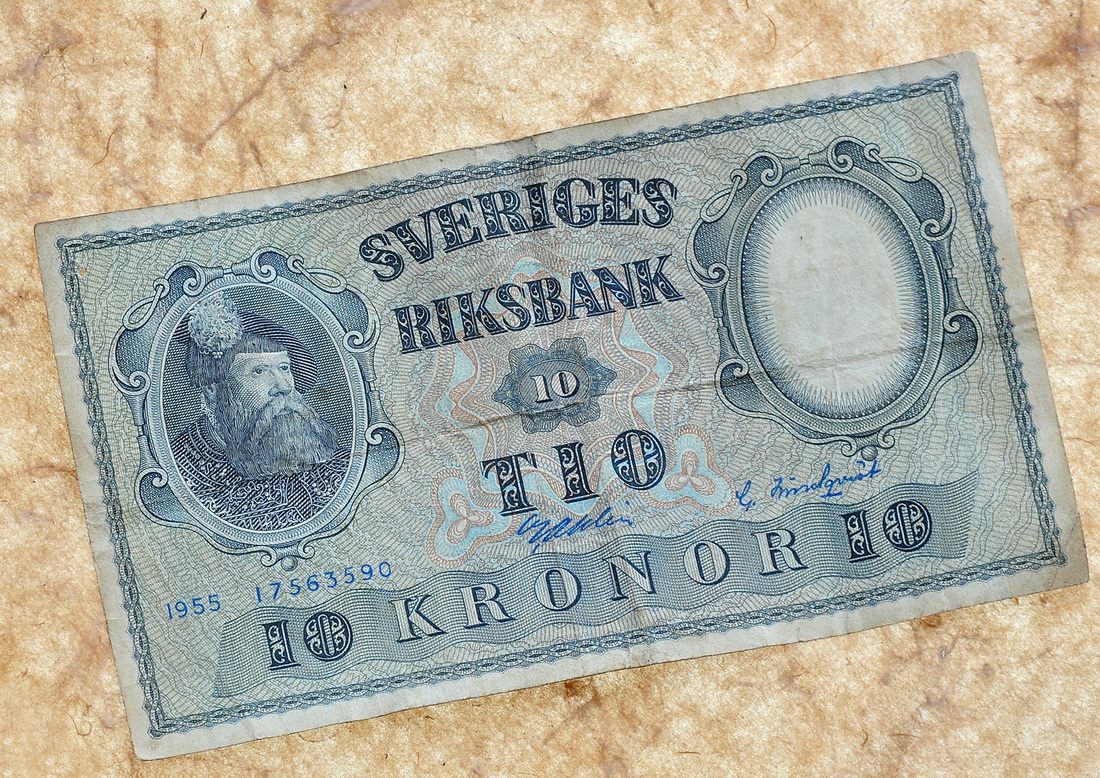 SVERIGES
RIKSBANK
10
TIO
1955 17563590
10 KRONOR 10